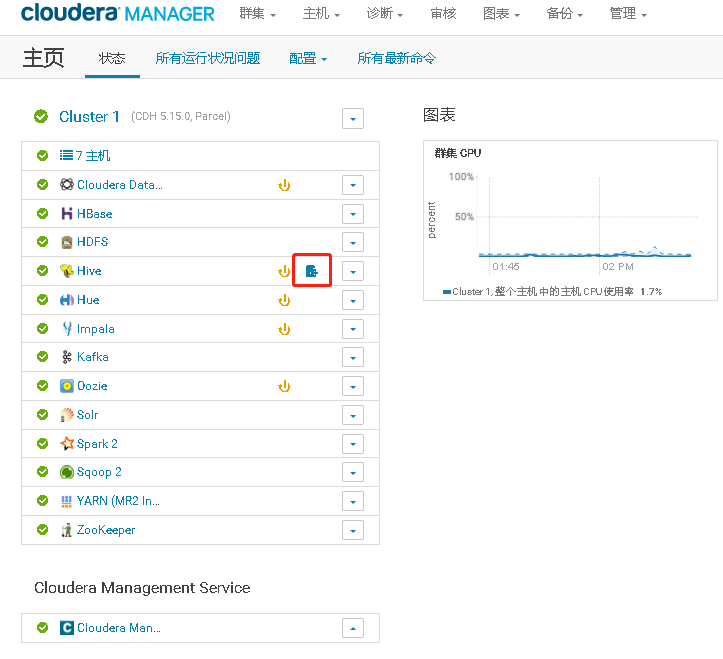 cloudera MANAGER 群集 主机 诊断 审核 图表 备份 管理
主页 状态 所有运行状况问题 配置 所有最新命令
Cluster 1 (CDH 5.15.0, Parcel)
7 主机
Cloudera Data...
HBase
HDFS
Hive
Hue
Impala
Kafka
Oozie
Solr
Spark 2
Sqoop 2
YARN (MR2 In...
ZooKeeper
Cloudera Management Service
Cloudera Man...
图表
群集 CPU
percent
100%
50%
01:45 02 PM
Cluster 1, 整个主机 中的主机 CPU 使用率 1.7%